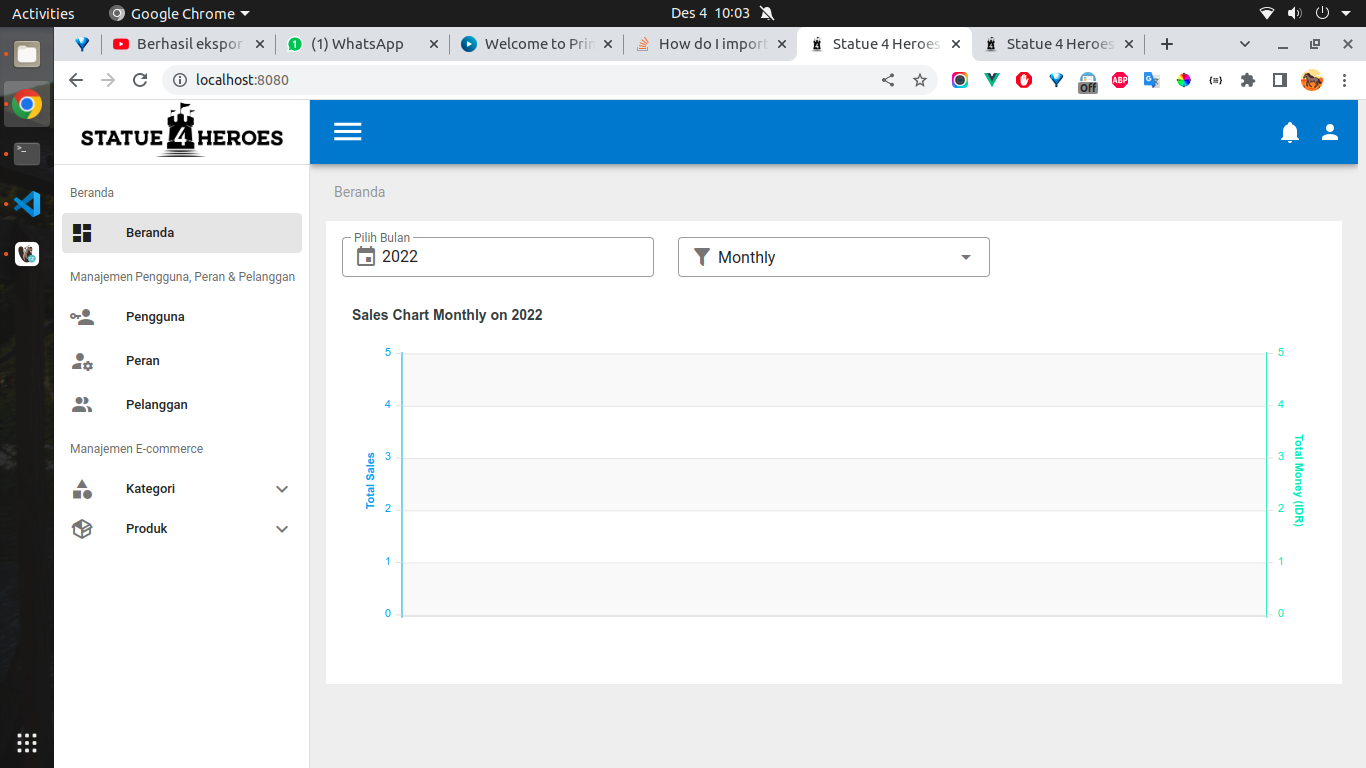 Activities Google Chrome Des 4 10:03
Berhasil ekspor (1) WhatsApp Welcome to Prin How do I import Statue 4 Heroes Statue 4 Heroes
localhost:8080 Off ABP
STATUE 4 HEROES
Beranda
Beranda
Beranda
Manajemen Pengguna, Peran & Pelanggan
Pengguna
Peran
Pelanggan
Manajemen E-commerce
Kategori
Produk
Pilih Bulan
2022 Monthly
Sales Chart Monthly on 2022
5 5
4 4
3 3
2 2
1 1
0 0
Total Sales
Total Money (IDR)